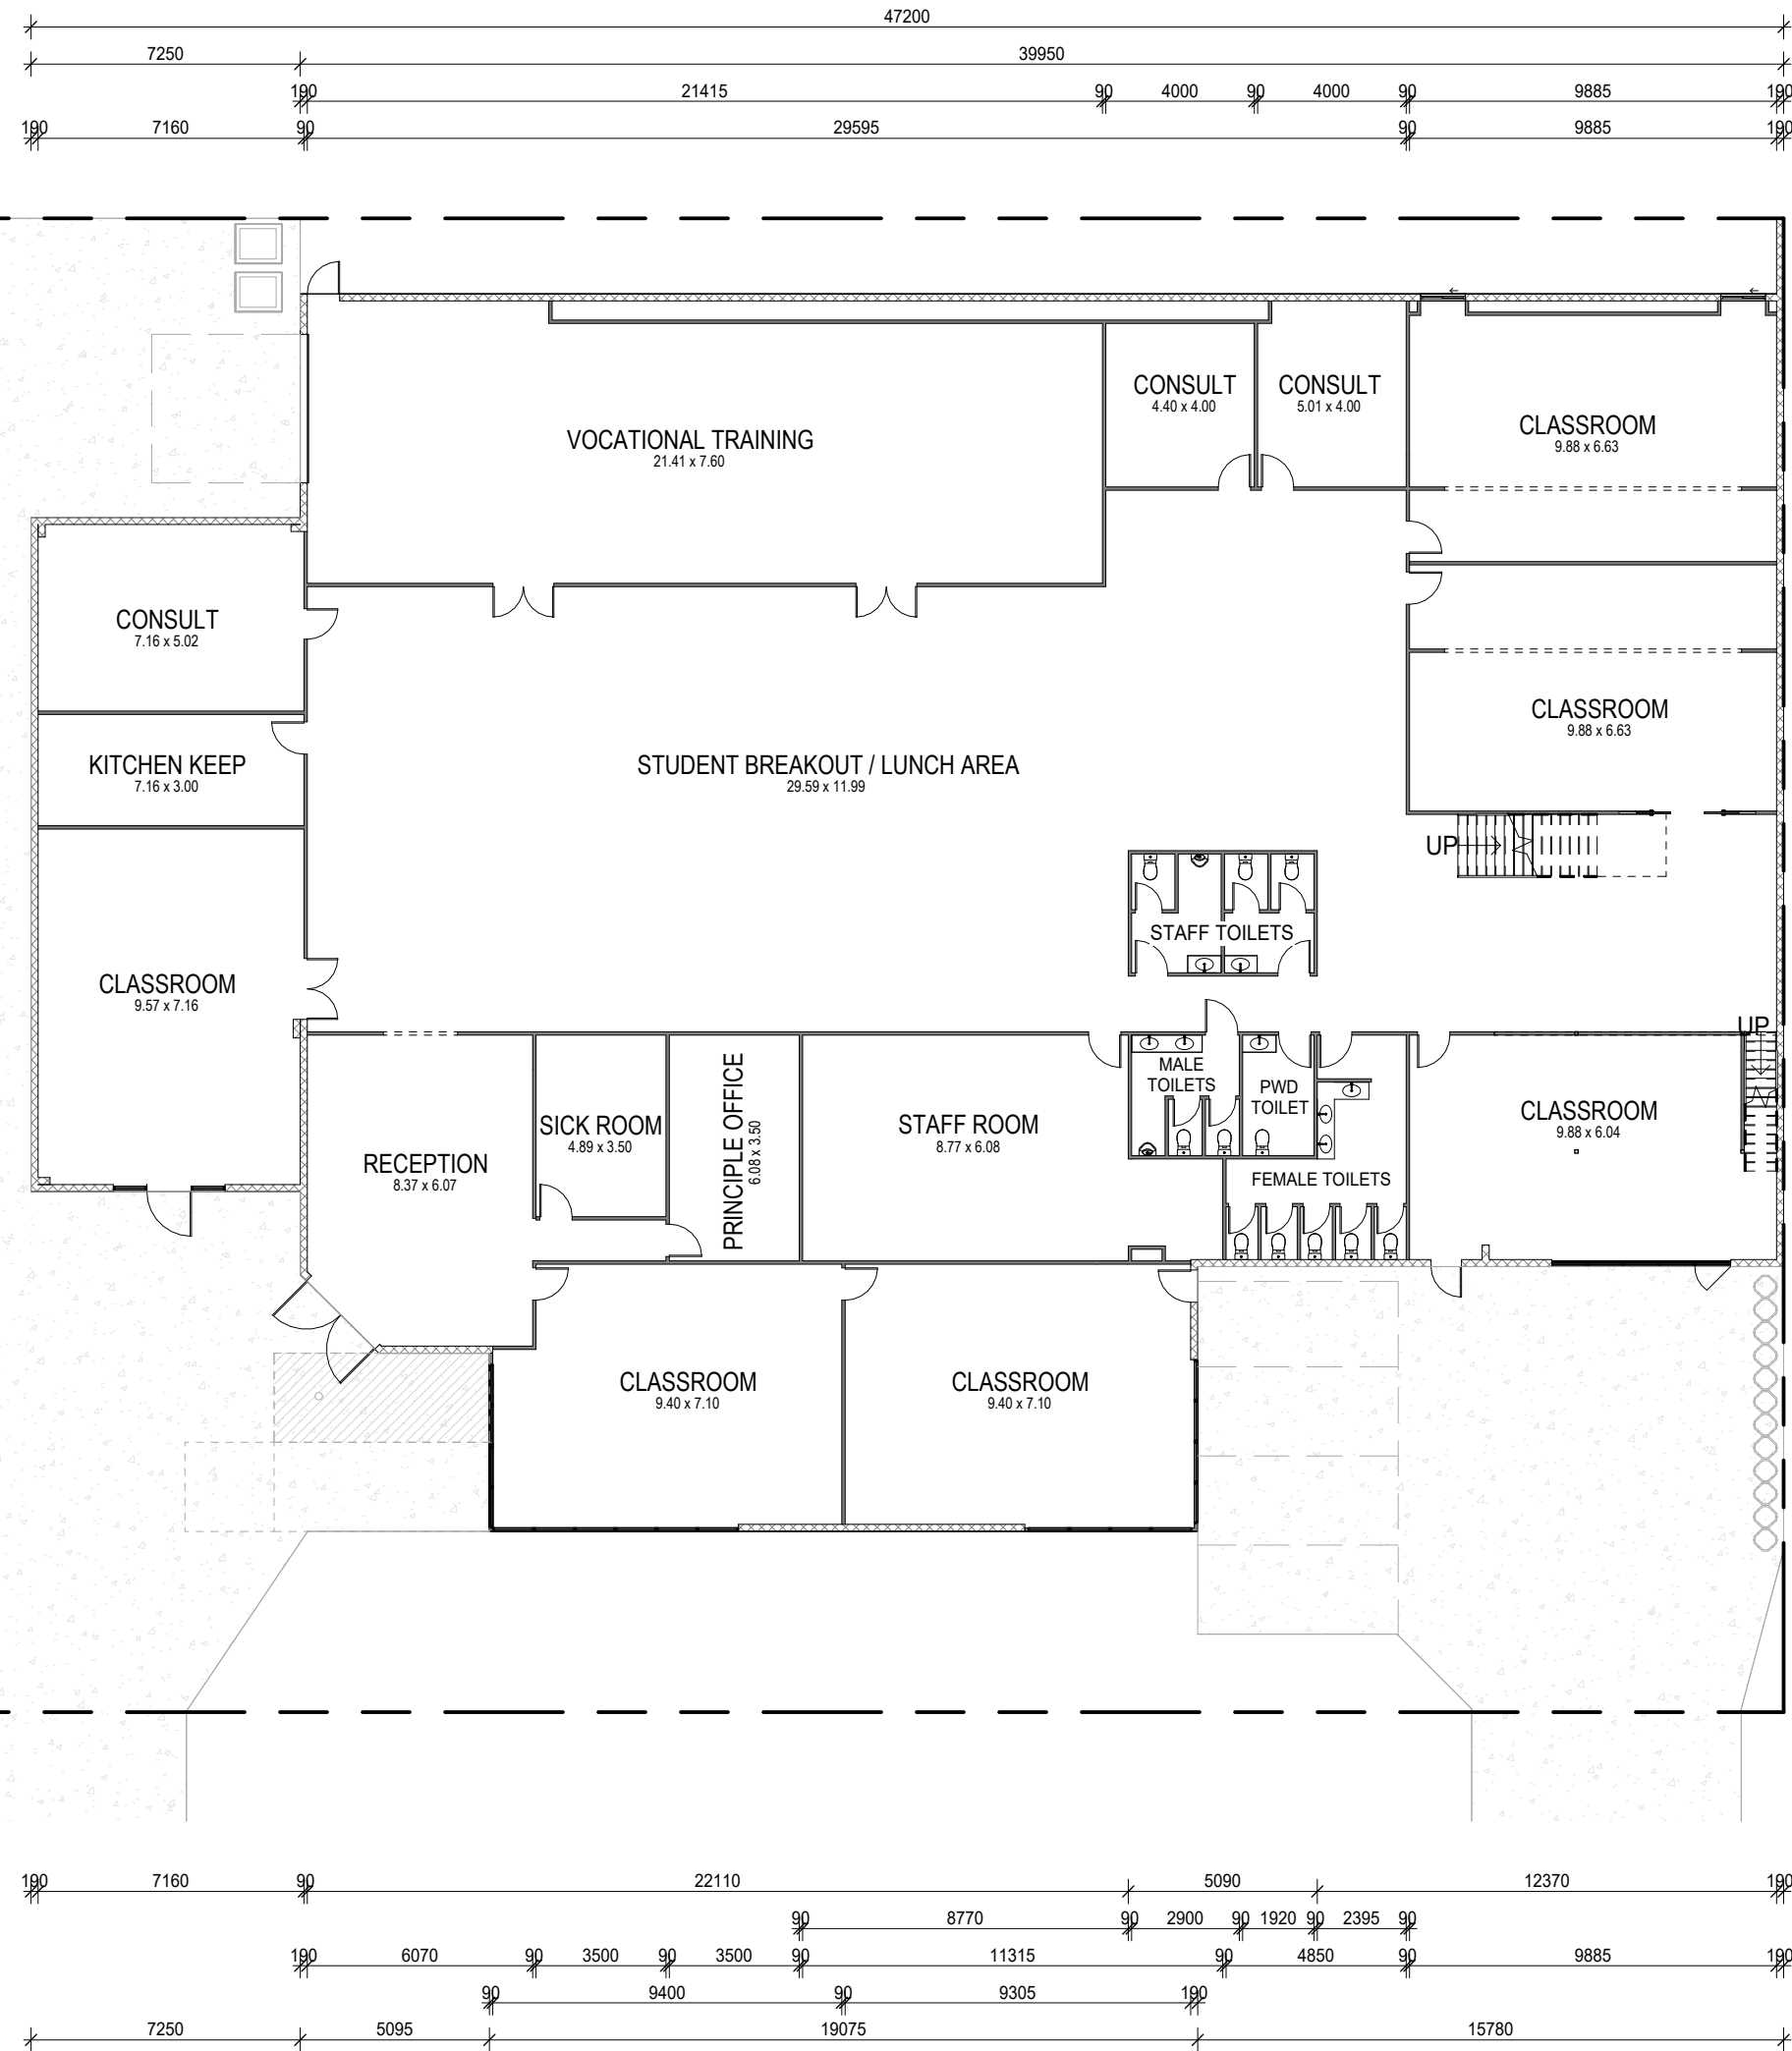 47200
7250 39950
190 21415 90 4000 90 4000 90 9885 190
190 7160 90 29595 90 9885 190
CONSULT
4.40 x 4.00
CONSULT
5.01 x 4.00
VOCATIONAL TRAINING
21.41 x 7.60
CLASSROOM
9.88 x 6.63
CONSULT
7.16 x 5.02
CLASSROOM
9.88 x 6.63
KITCHEN KEEP
7.16 x 3.00
STUDENT BREAKOUT / LUNCH AREA
29.59 x 11.99
UP
STAFF TOILETS
CLASSROOM
9.57 x 7.16
UP
MALE
TOILETS
PWD
TOILET
SICK ROOM
4.89 x 3.50
PRINCIPLE OFFICE
6.08 x 3.50
STAFF ROOM
8.77 x 6.08
CLASSROOM
9.88 x 6.04
RECEPTION
8.37 x 6.07
FEMALE TOILETS
CLASSROOM
9.40 x 7.10
CLASSROOM
9.40 x 7.10
190 7160 90 22110 5090 12370 190
90 8770 90 2900 90 1920 90 2395 90
190 6070 90 3500 90 3500 90 11315 90 4850 90 9885 190
90 9400 90 9305 190
7250 5095 19075 15780